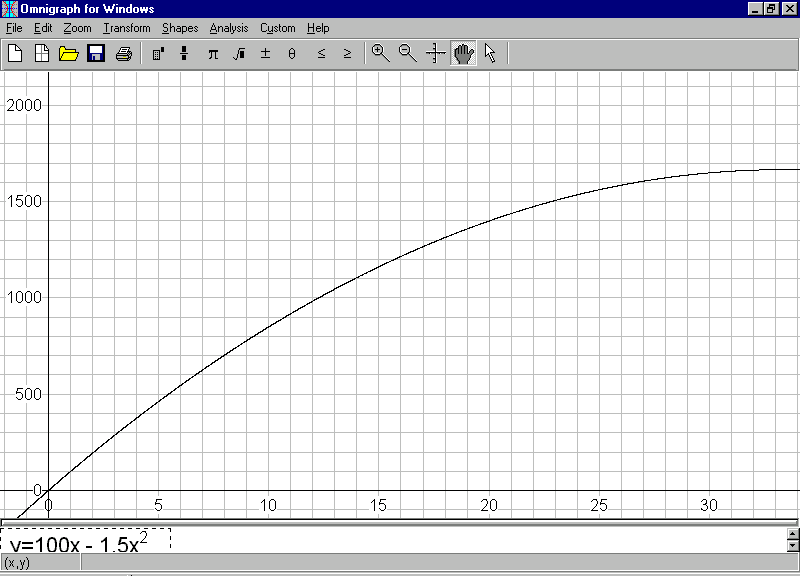 Omnigraph for Windows
File Edit Zoom Transform Shapes Analysis Custom Help
π √ ± θ ≤ ≥
2000
1500
1000
500
0
0 5 10 15 20 25 30
y=100x - 1.5x²
(x,y)